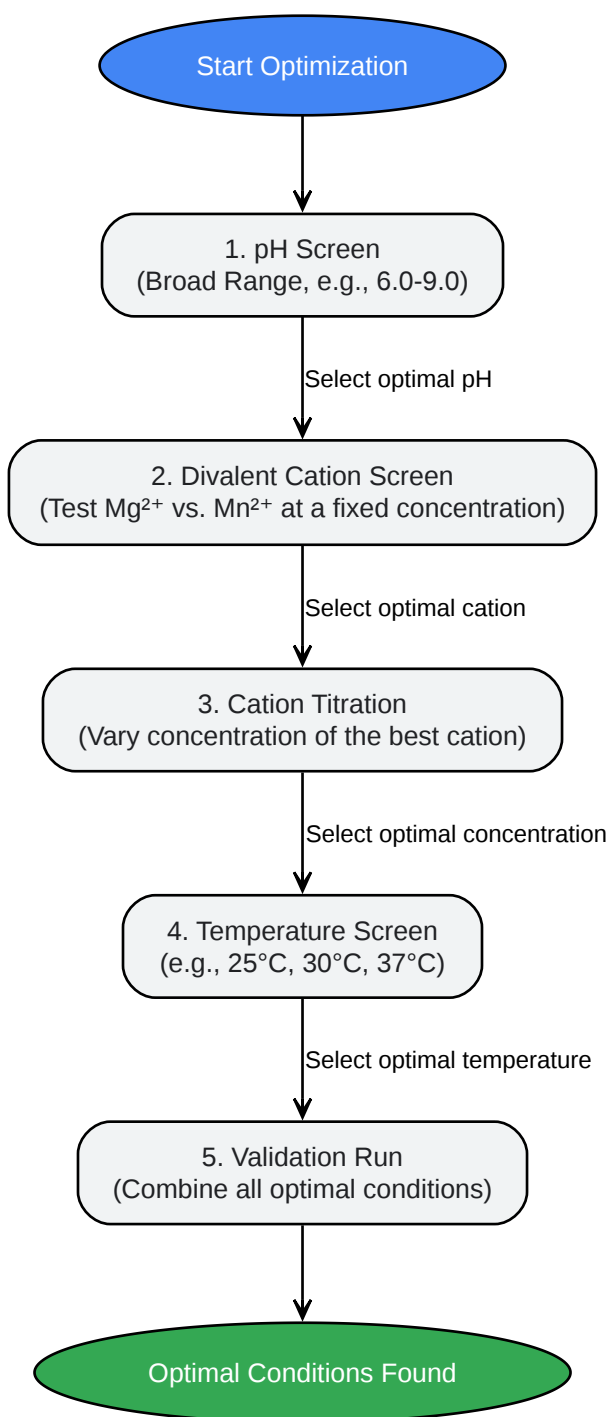 Start Optimization
1. pH Screen
(Broad Range, e.g., 6.0-9.0)
Select optimal pH
2. Divalent Cation Screen
(Test Mg²⁺ vs. Mn²⁺ at a fixed concentration)
Select optimal cation
3. Cation Titration
(Vary concentration of the best cation)
Select optimal concentration
4. Temperature Screen
(e.g., 25°C, 30°C, 37°C)
Select optimal temperature
5. Validation Run
(Combine all optimal conditions)
Optimal Conditions Found